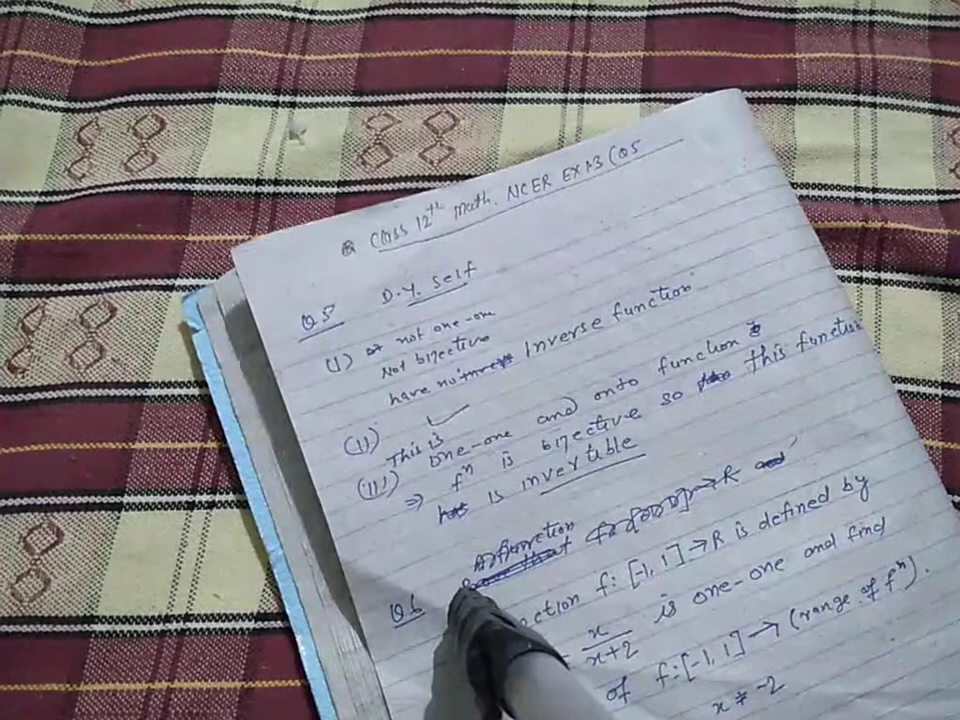 Class 12th Math. NCER EX 1.3 (Q5
Q5 D.Y. Self
(I) not one-one
Not bijective
have no Inverse function
(II) ✓
This is
(III) one-one and onto function
⇒ fⁿ is bijective so this function
is invertable
Q6 ction f: [-1, 1] → R is defined by
x/x+2 is one-one and find
of f: [-1, 1] → (range of fⁿ).
x ≠ -2